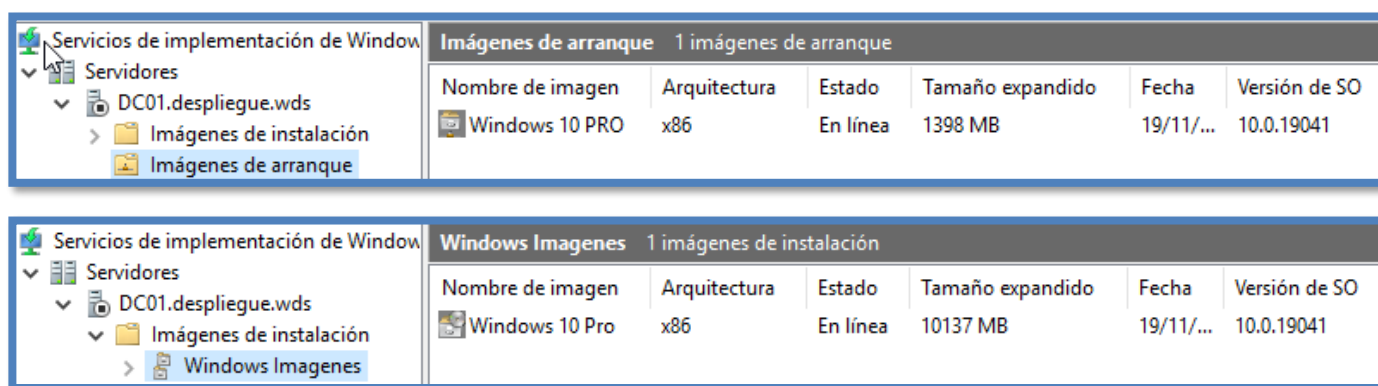 Servicios de implementación de Window
Servidores
DC01.despliegue.wds
Imágenes de instalación
Imágenes de arranque
Imágenes de arranque 1 imágenes de arranque
Nombre de imagen Arquitectura Estado Tamaño expandido Fecha Versión de SO
Windows 10 PRO x86 En línea 1398 MB 19/11/... 10.0.19041
Servicios de implementación de Window
Servidores
DC01.despliegue.wds
Imágenes de instalación
Windows Imagenes
Windows Imagenes 1 imágenes de instalación
Nombre de imagen Arquitectura Estado Tamaño expandido Fecha Versión de SO
Windows 10 Pro x86 En línea 10137 MB 19/11/... 10.0.19041